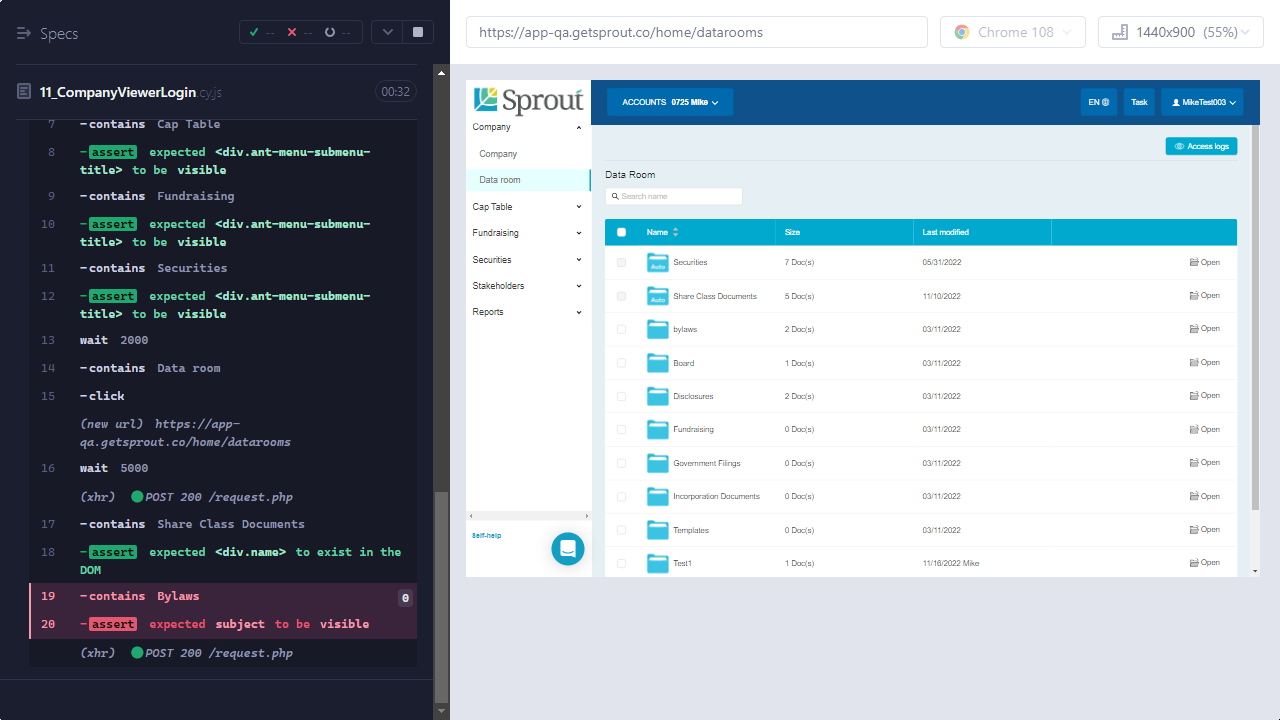 Specs
-- -- --
11_CompanyViewerLogin.cy.js 00:32
7 -contains Cap Table
8 -assert expected <div.ant-menu-submenu-
title> to be visible
9 -contains Fundraising
10 -assert expected <div.ant-menu-submenu-
title> to be visible
11 -contains Securities
12 -assert expected <div.ant-menu-submenu-
title> to be visible
13 wait 2000
14 -contains Data room
15 -click
(new url) https://app-
qa.getsprout.co/home/datarooms
16 wait 5000
(xhr) POST 200 /request.php
17 -contains Share Class Documents
18 -assert expected <div.name> to exist in the
DOM
19 -contains Bylaws 0
20 -assert expected subject to be visible
(xhr) POST 200 /request.php
https://app-qa.getsprout.co/home/datarooms
Chrome 108
1440x900 (55%)
Sprout
ACCOUNTS 0725 Mike
EN
Task
MikeTest003
Company
Company
Data room
Cap Table
Fundraising
Securities
Stakeholders
Reports
Self-help
Access logs
Data Room
Search name
Name Size Last modified
Securities 7 Doc(s) 05/31/2022 Open
Auto
Share Class Documents 5 Doc(s) 11/10/2022 Open
Auto
bylaws 2 Doc(s) 03/11/2022 Open
Board 1 Doc(s) 03/11/2022 Open
Disclosures 2 Doc(s) 03/11/2022 Open
Fundraising 0 Doc(s) 03/11/2022 Open
Government Filings 0 Doc(s) 03/11/2022 Open
Incorporation Documents 0 Doc(s) 03/11/2022 Open
Templates 0 Doc(s) 03/11/2022 Open
Test1 1 Doc(s) 11/16/2022 Mike Open